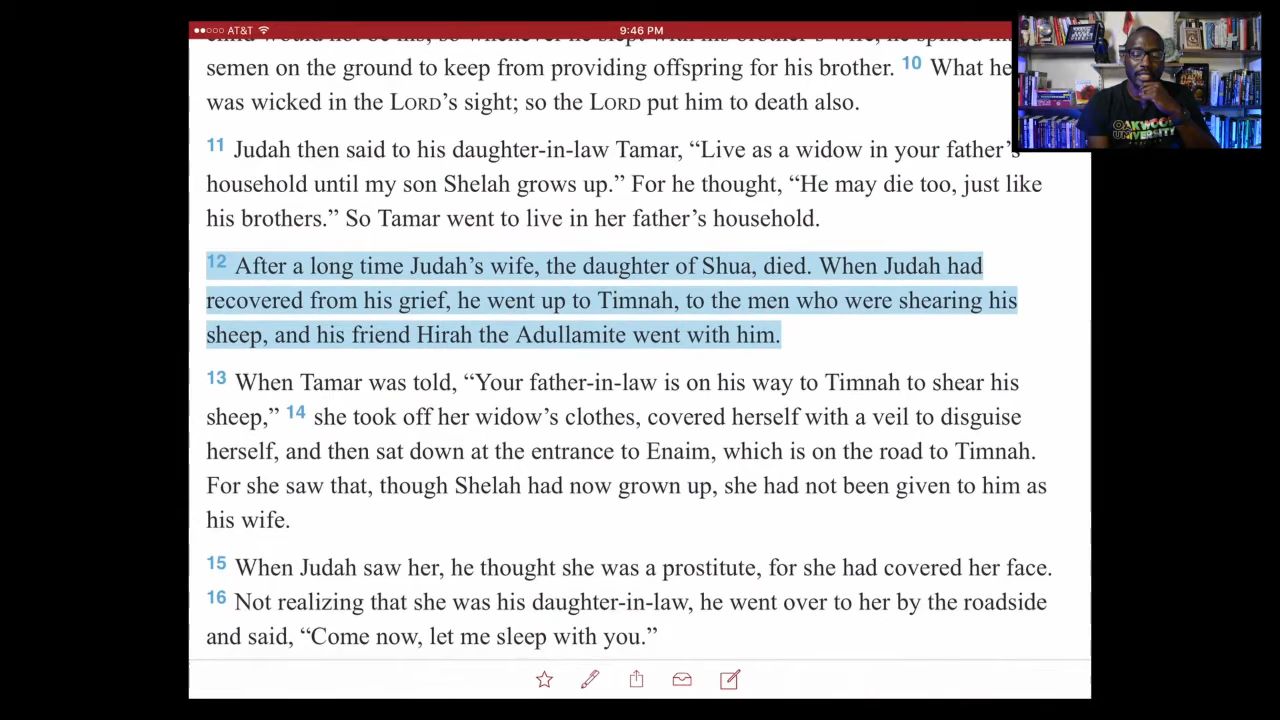 AT&T
9:46 PM
semen on the ground to keep from providing offspring for his brother. 10 What he
was wicked in the LORD’s sight; so the LORD put him to death also.
11 Judah then said to his daughter-in-law Tamar, “Live as a widow in your father’s
household until my son Shelah grows up.” For he thought, “He may die too, just like
his brothers.” So Tamar went to live in her father’s household.
12 After a long time Judah’s wife, the daughter of Shua, died. When Judah had
recovered from his grief, he went up to Timnah, to the men who were shearing his
sheep, and his friend Hirah the Adullamite went with him.
13 When Tamar was told, “Your father-in-law is on his way to Timnah to shear his
sheep,” 14 she took off her widow’s clothes, covered herself with a veil to disguise
herself, and then sat down at the entrance to Enaim, which is on the road to Timnah.
For she saw that, though Shelah had now grown up, she had not been given to him as
his wife.
15 When Judah saw her, he thought she was a prostitute, for she had covered her face.
16 Not realizing that she was his daughter-in-law, he went over to her by the roadside
and said, “Come now, let me sleep with you.”
OAKWOOD
UNIVERSITY